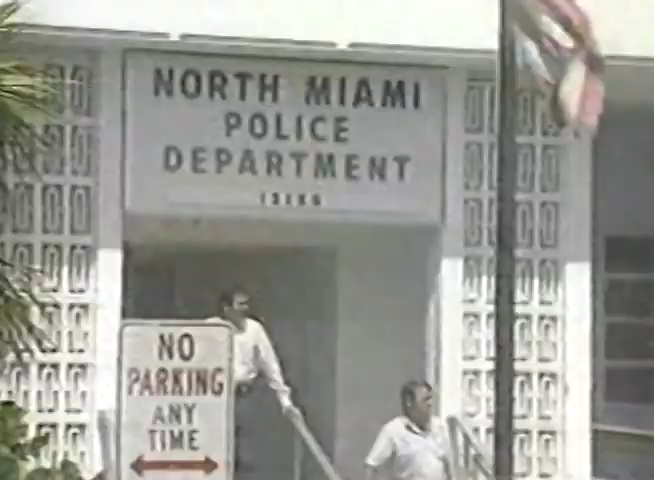 NORTH MIAMI
POLICE
DEPARTMENT
NO
PARKING
ANY
TIME